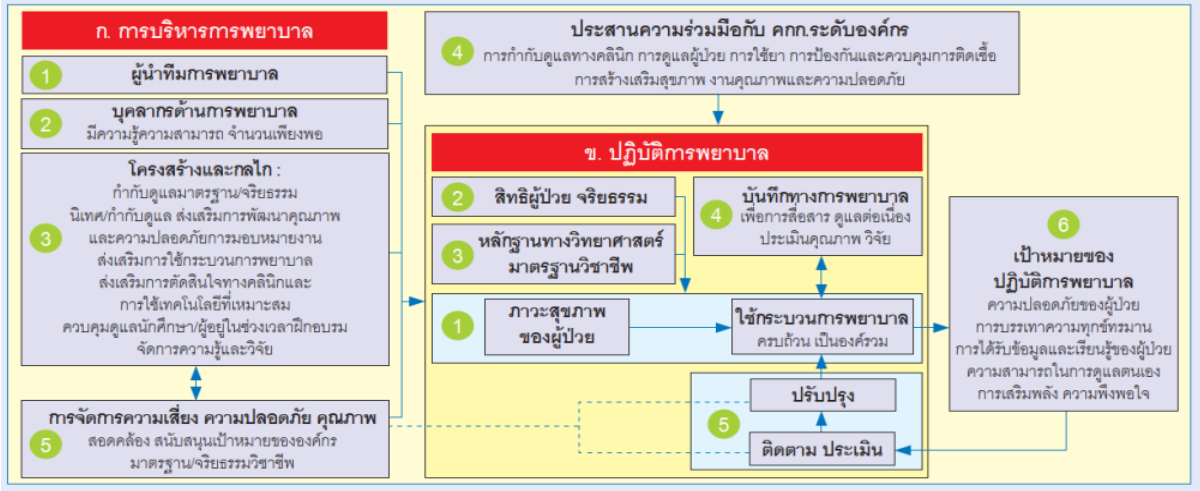 ก. การบริหารการพยาบาล
1
ผู้นำทีมการพยาบาล
2
บุคลากรด้านการพยาบาล
มีความรู้ความสามารถ จำนวนเพียงพอ
3
โครงสร้างและกลไก :
กำกับดูแลมาตรฐาน/จริยธรรม
นิเทศ/กำกับดูแล ส่งเสริมการพัฒนาคุณภาพ
และความปลอดภัยการมอบหมายงาน
ส่งเสริมการใช้กระบวนการพยาบาล
ส่งเสริมการตัดสินใจทางคลินิกและ
การใช้เทคโนโลยีที่เหมาะสม
ควบคุมดูแลนักศึกษา/ผู้อยู่ในช่วงเวลาฝึกอบรม
จัดการความรู้และวิจัย
5
การจัดการความเสี่ยง ความปลอดภัย คุณภาพ
สอดคล้อง สนับสนุนเป้าหมายขององค์กร
มาตรฐาน/จริยธรรมวิชาชีพ
4
ประสานความร่วมมือกับ คกก.ระดับองค์กร
การกำกับดูแลทางคลินิก การดูแลผู้ป่วย การใช้ยา การป้องกันและควบคุมการติดเชื้อ
การสร้างเสริมสุขภาพ งานคุณภาพและความปลอดภัย
ข. ปฏิบัติการพยาบาล
2
สิทธิผู้ป่วย จริยธรรม
3
หลักฐานทางวิทยาศาสตร์
มาตรฐานวิชาชีพ
4
บันทึกทางการพยาบาล
เพื่อการสื่อสาร ดูแลต่อเนื่อง
ประเมินคุณภาพ วิจัย
1
ภาวะสุขภาพ
ของผู้ป่วย
ใช้กระบวนการพยาบาล
ครบถ้วน เป็นองค์รวม
5
ปรับปรุง
ติดตาม ประเมิน
6
เป้าหมายของ
ปฏิบัติการพยาบาล
ความปลอดภัยของผู้ป่วย
การบรรเทาความทุกข์ทรมาน
การได้รับข้อมูลและเรียนรู้ของผู้ป่วย
ความสามารถในการดูแลตนเอง
การเสริมพลัง ความพึงพอใจ